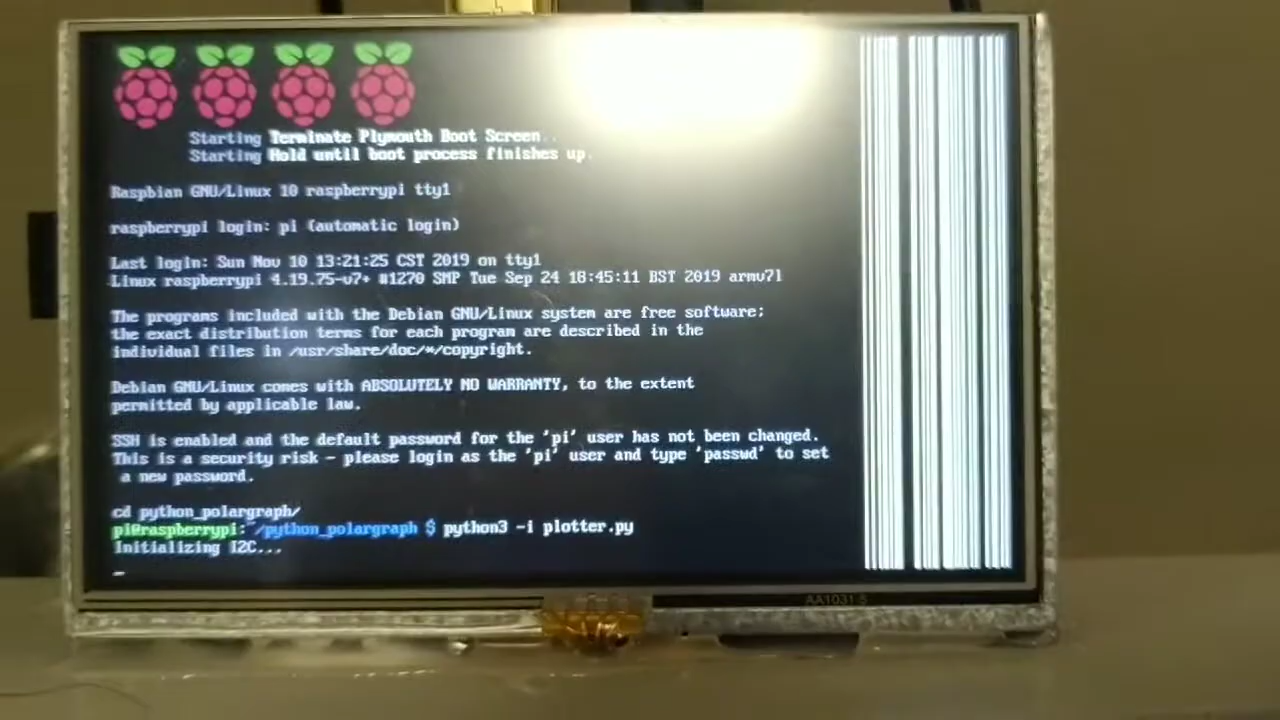 Starting Terminate Plymouth Boot Screen...
Starting Hold until boot process finishes up.
Raspbian GNU/Linux 10 raspberrypi tty1
raspberrypi login: pi (automatic login)
Last login: Sun Nov 10 13:21:25 CST 2019 on tty1
Linux raspberrypi 4.19.75-v7+ #1270 SMP Tue Sep 24 18:45:11 BST 2019 armv7l
The programs included with the Debian GNU/Linux system are free software;
the exact distribution terms for each program are described in the
individual files in /usr/share/doc/*/copyright.
Debian GNU/Linux comes with ABSOLUTELY NO WARRANTY, to the extent
permitted by applicable law.
SSH is enabled and the default password for the 'pi' user has not been changed.
This is a security risk - please login as the 'pi' user and type 'passwd' to set
a new password.
cd python_polargraph/
pi@raspberrypi:~/python_polargraph $ python3 -i plotter.py
Initializing I2C...
AA1031-5